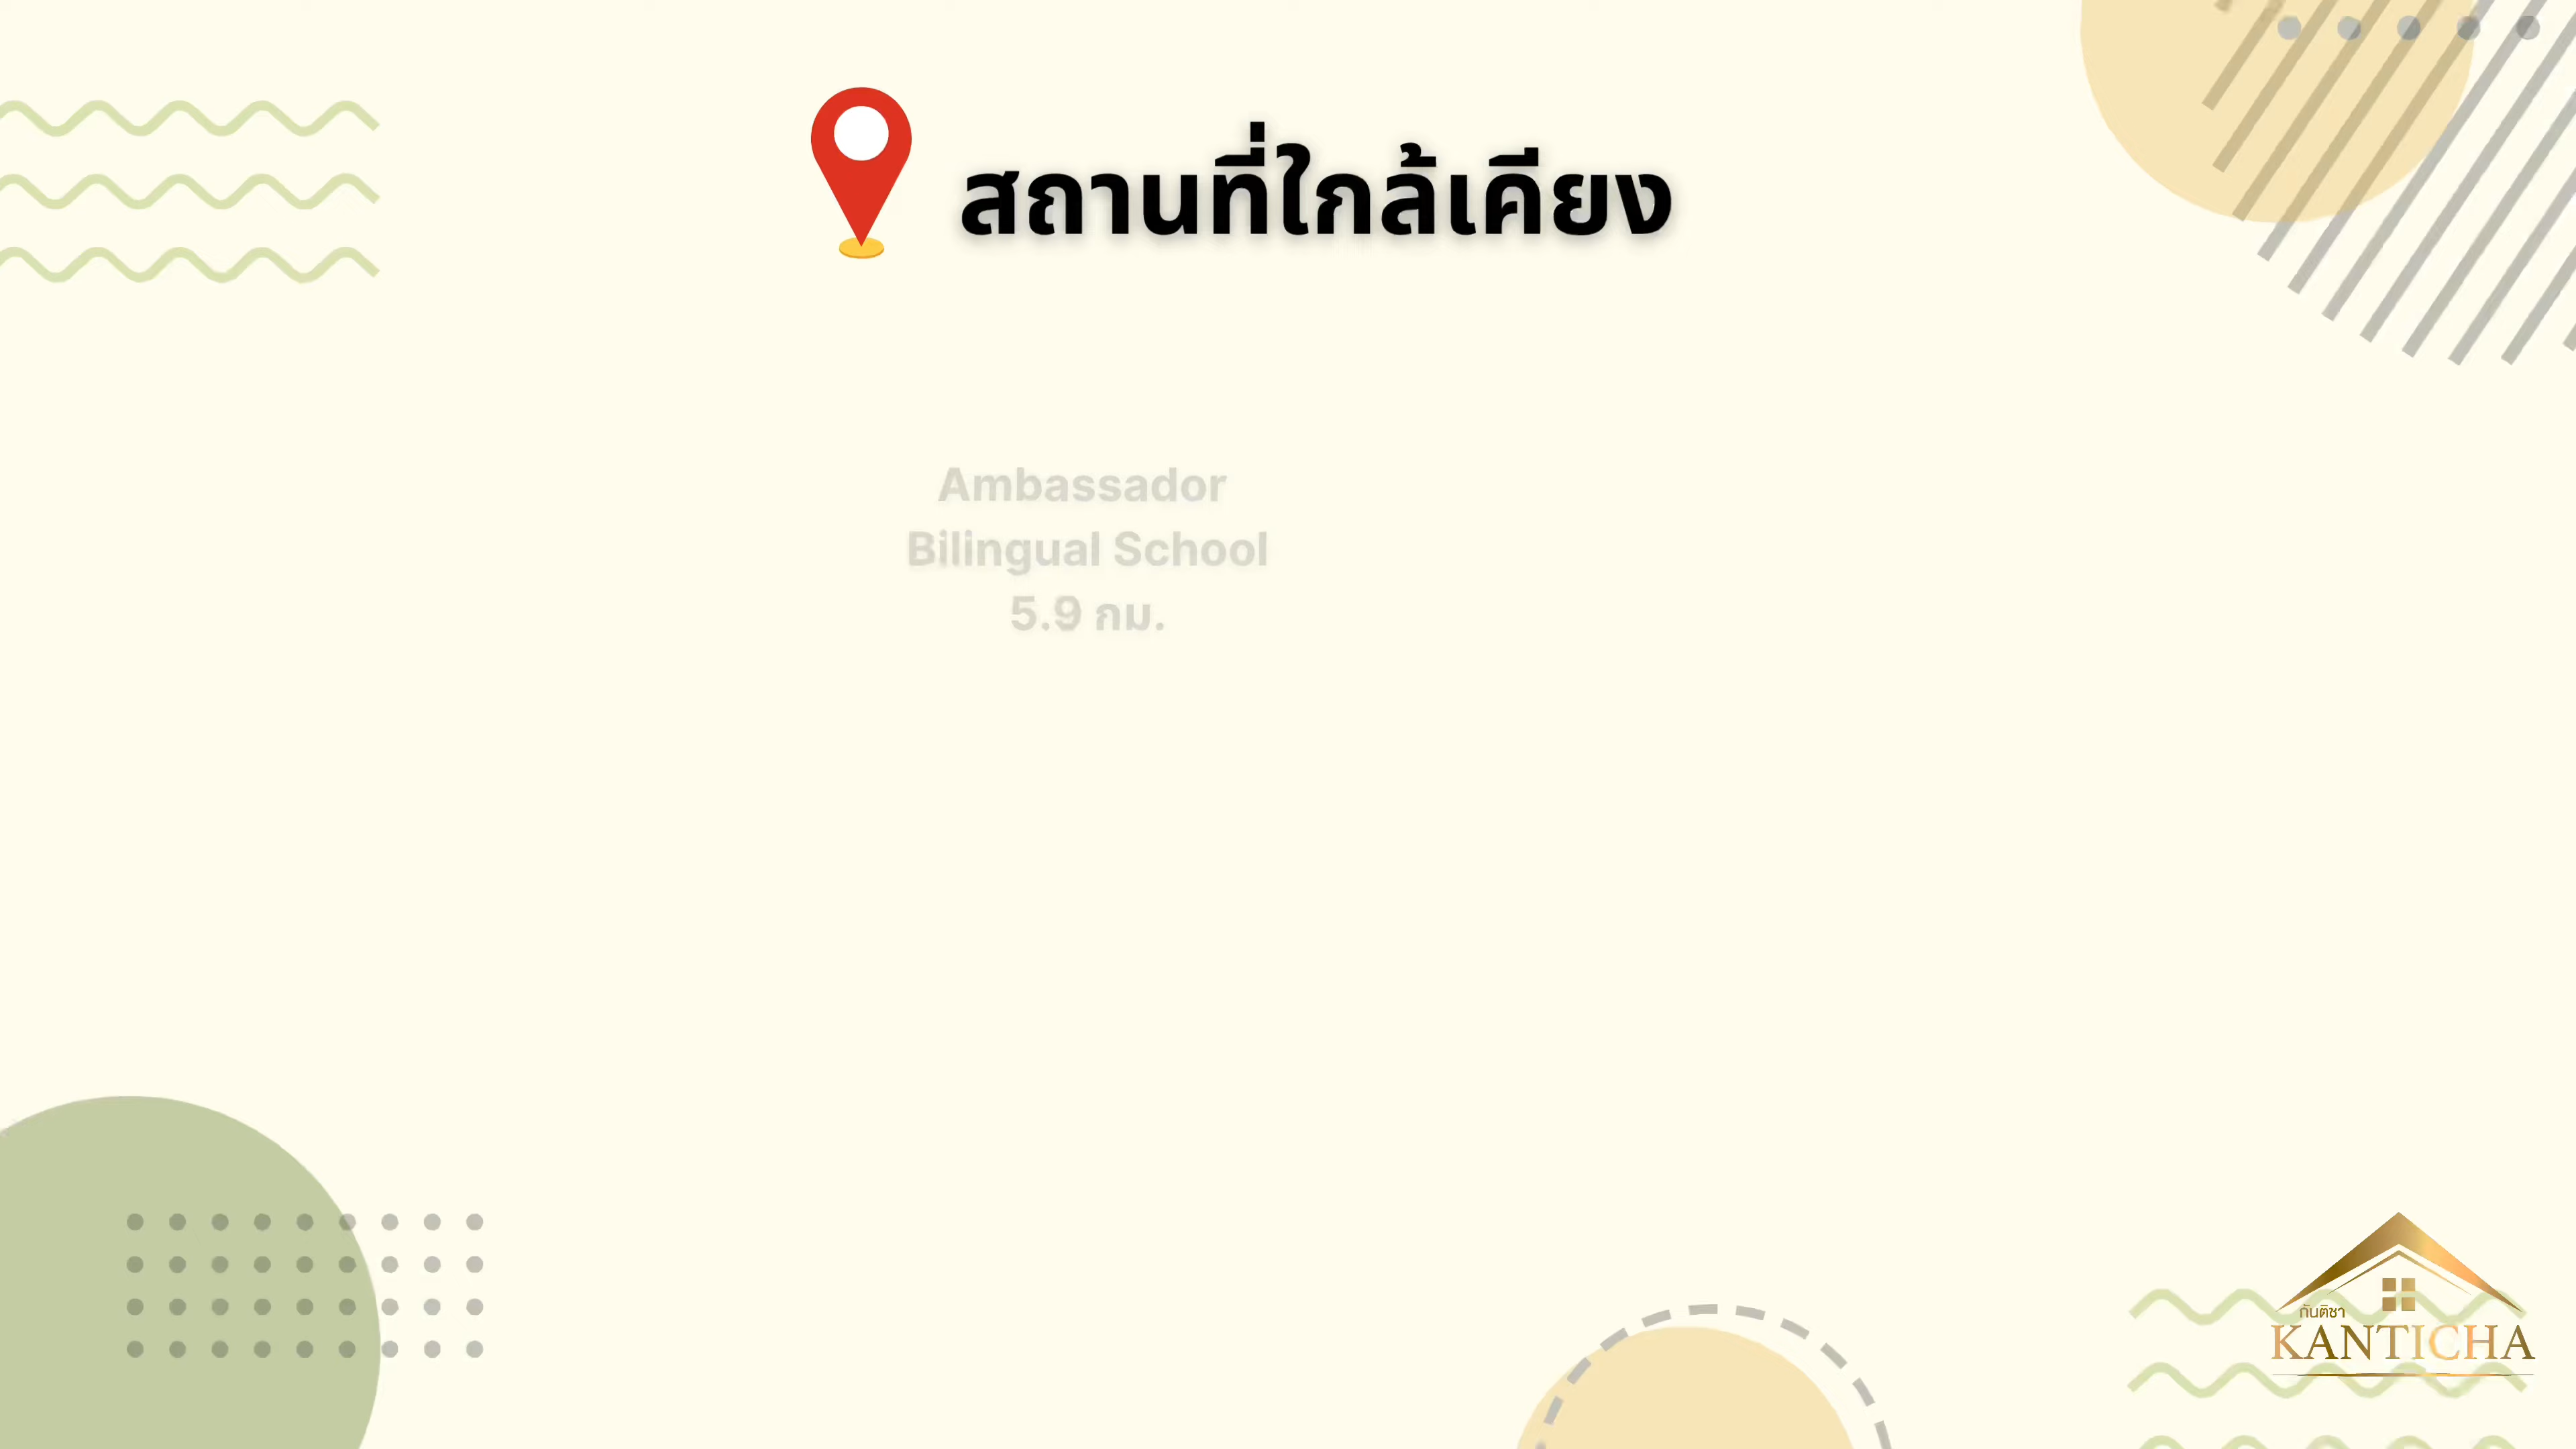 สถานที่ใกล้เคียง
Ambassador
Bilingual School
5.9 กม.
กันติชา
KANTICHA